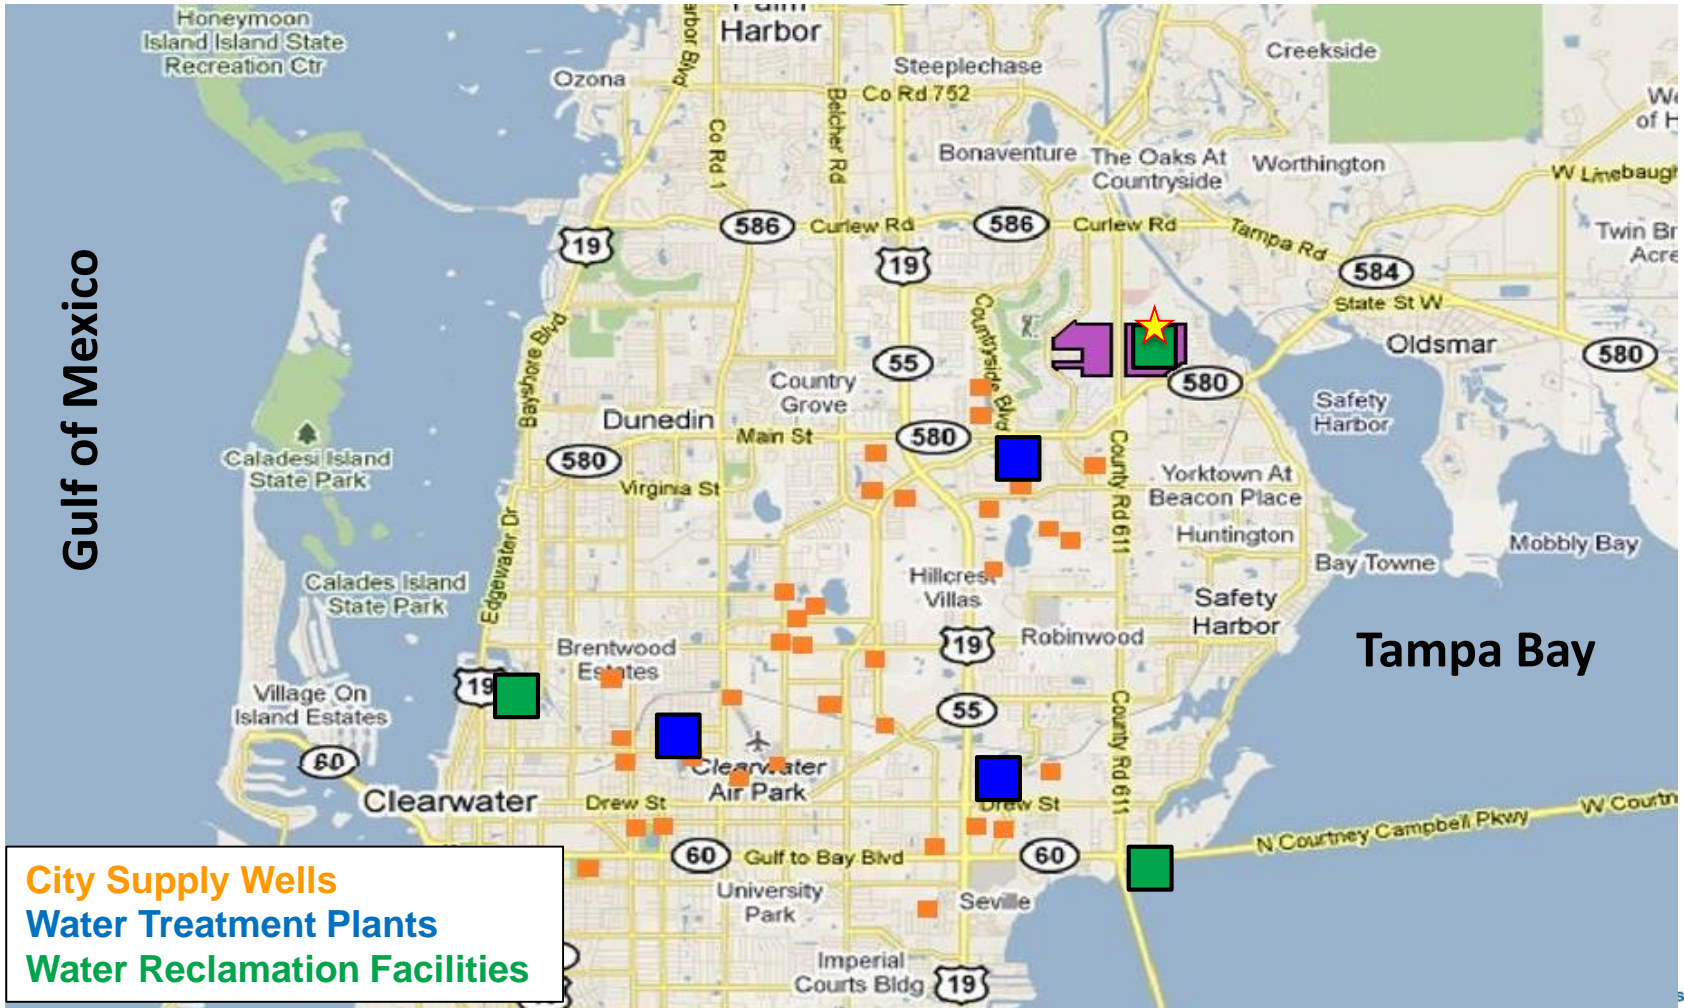 Honeymoon
Island Island State
Recreation Ctr
Harbor
Ozona
Steeplechase
Creekside
Co Rd 752
Co Rd 1
Belcher Rd
Bonaventure
The Oaks At
Countryside
Worthington
W Linebaugh
586
Curlew Rd
586
Curlew Rd
Tampa Rd
19
19
584
State St W
Twin Br
Acre
Gulf of Mexico
Bayshore Blvd
Countryside Blvd
55
Oldsmar
580
580
Country
Grove
Dunedin
Main St
580
580
Virginia St
Safety
Harbor
Caladesi Island
State Park
County Rd 611
Yorktown At
Beacon Place
Huntington
Mobbly Bay
Bay Towne
Edgewater Dr
Calades Island
State Park
Hillcrest
Villas
Safety
Harbor
Brentwood
Estates
19
Robinwood
Tampa Bay
19
Village On
Island Estates
55
County Rd 611
60
Clearwater
Air Park
Clearwater
Drew St
Drew St
W Courtn
N Courtney Campbell Pkwy
60
Gulf to Bay Blvd
60
University
Park
Seville
Imperial
Courts Bldg
19
City Supply Wells
Water Treatment Plants
Water Reclamation Facilities